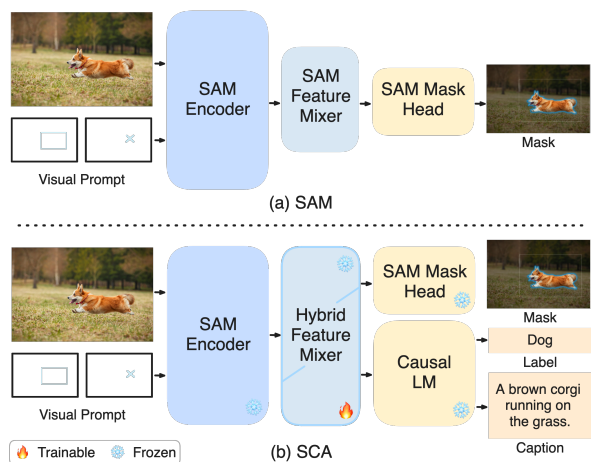 SAM
Encoder
SAM
Feature
Mixer
SAM Mask
Head
Mask
Visual Prompt
(a) SAM
SAM
Encoder
Hybrid
Feature
Mixer
SAM Mask
Head
Causal
LM
Mask
Dog
Label
A brown corgi
running on
the grass.
Caption
Visual Prompt
Trainable
Frozen
(b) SCA